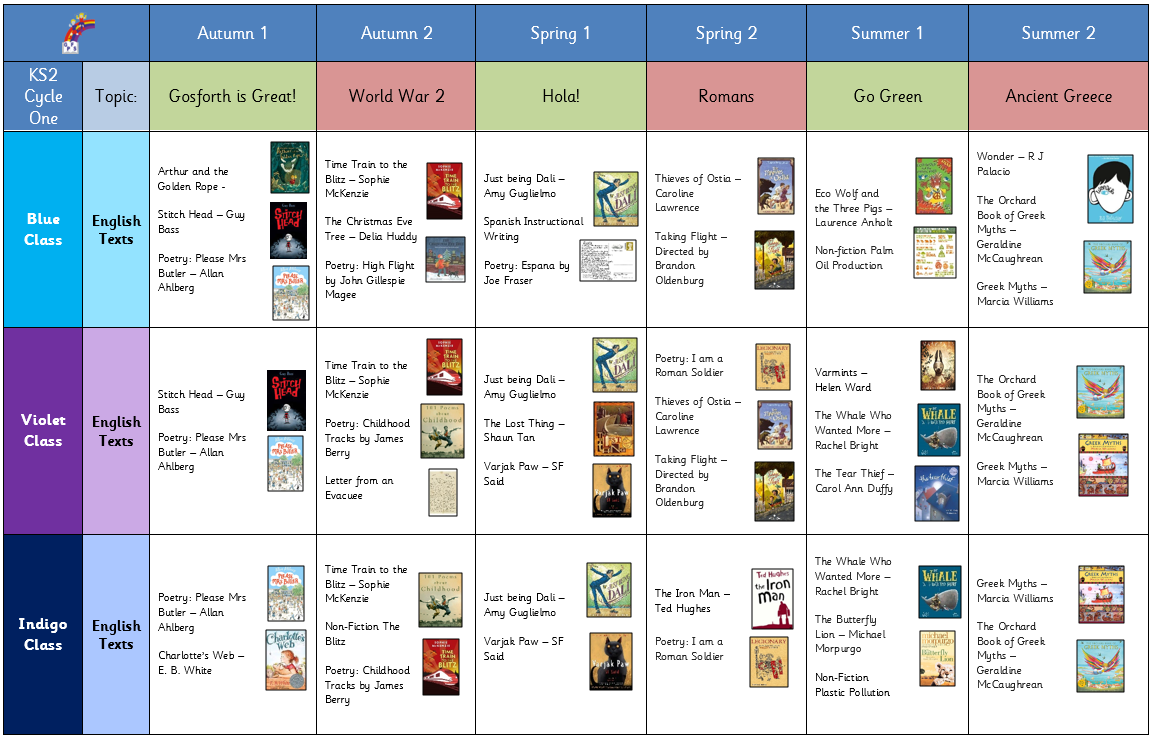 Autumn 1
Autumn 2
Spring 1
Spring 2
Summer 1
Summer 2
KS2
Cycle
One
Topic:
Gosforth is Great!
World War 2
Hola!
Romans
Go Green
Ancient Greece
Blue
Class
English
Texts
Arthur and the
Golden Rope -
Stitch Head – Guy
Bass
Poetry: Please Mrs
Butler – Allan
Ahlberg
Time Train to the
Blitz – Sophie
McKenzie
The Christmas Eve
Tree – Delia Huddy
Poetry: High Flight
by John Gillespie
Magee
Just being Dali –
Amy Guglielmo
Spanish Instructional
Writing
Poetry: Espana by
Joe Fraser
Thieves of Ostia –
Caroline
Lawrence
Taking Flight –
Directed by
Brandon
Oldenburg
Eco Wolf and
the Three Pigs –
Laurence Anholt
Non-fiction Palm
Oil Production
Wonder – R J
Palacio
The Orchard
Book of Greek
Myths –
Geraldine
McCaughrean
Greek Myths –
Marcia Williams
Violet
Class
English
Texts
Stitch Head – Guy
Bass
Poetry: Please Mrs
Butler – Allan
Ahlberg
Time Train to the
Blitz – Sophie
McKenzie
Poetry: Childhood
Tracks by James
Berry
Letter from an
Evacuee
Just being Dali –
Amy Guglielmo
The Lost Thing –
Shaun Tan
Varjak Paw – SF
Said
Poetry: I am a
Roman Soldier
Thieves of Ostia –
Caroline
Lawrence
Taking Flight –
Directed by
Brandon
Oldenburg
Varmints –
Helen Ward
The Whale Who
Wanted More –
Rachel Bright
The Tear Thief –
Carol Ann Duffy
The Orchard
Book of Greek
Myths –
Geraldine
McCaughrean
Greek Myths –
Marcia Williams
Indigo
Class
English
Texts
Poetry: Please Mrs
Butler – Allan
Ahlberg
Charlotte's Web –
E. B. White
Time Train to the
Blitz – Sophie
McKenzie
Non-Fiction The
Blitz
Poetry: Childhood
Tracks by James
Berry
Just being Dali –
Amy Guglielmo
Varjak Paw – SF
Said
The Iron Man –
Ted Hughes
Poetry: I am a
Roman Soldier
Ted Hughes
the Iron
man
The Whale Who
Wanted More –
Rachel Bright
The Butterfly
Lion – Michael
Morpurgo
Non-Fiction
Plastic Pollution
Greek Myths –
Marcia Williams
The Orchard
Book of Greek
Myths –
Geraldine
McCaughrean